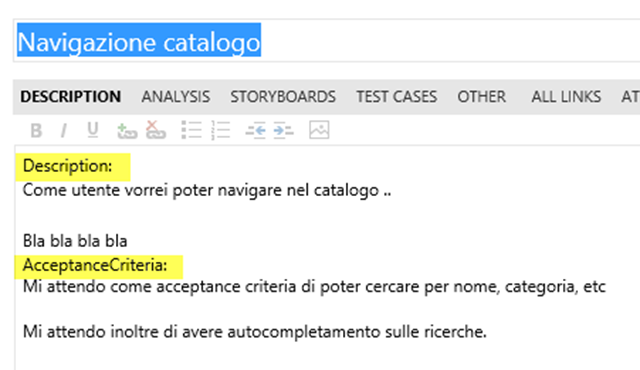 Navigazione catalogo
DESCRIPTION ANALYSIS STORYBOARDS TEST CASES OTHER ALL LINKS AT
B I U
Description:
Come utente vorrei poter navigare nel catalogo ..
Bla bla bla bla
AcceptanceCriteria:
Mi attendo come acceptance criteria di poter cercare per nome, categoria, etc
Mi attendo inoltre di avere autocompletamento sulle ricerche.